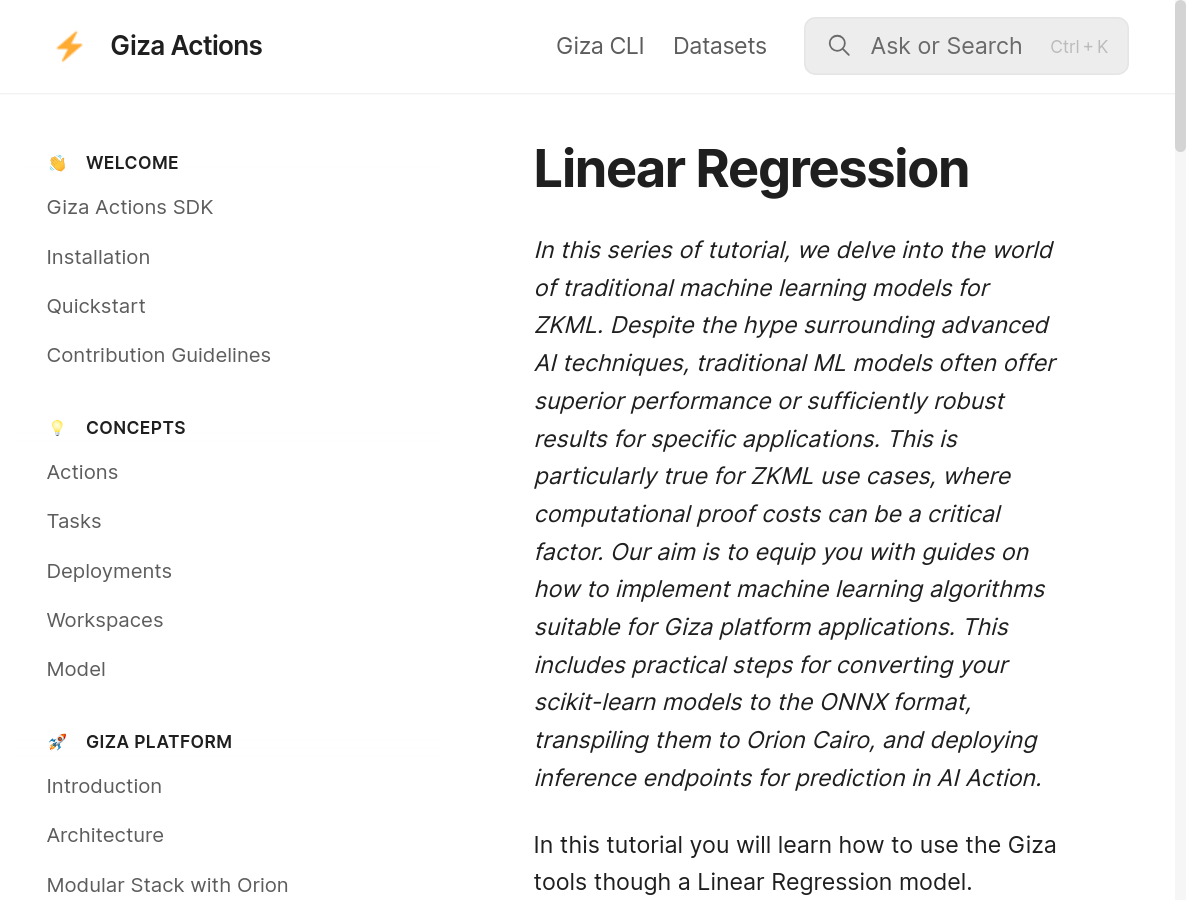 Giza Actions
Giza CLI
Datasets
Ask or Search
Ctrl + K
WELCOME
Giza Actions SDK
Installation
Quickstart
Contribution Guidelines
CONCEPTS
Actions
Tasks
Deployments
Workspaces
Model
GIZA PLATFORM
Introduction
Architecture
Modular Stack with Orion
Linear Regression
In this series of tutorial, we delve into the world
of traditional machine learning models for
ZKML. Despite the hype surrounding advanced
AI techniques, traditional ML models often offer
superior performance or sufficiently robust
results for specific applications. This is
particularly true for ZKML use cases, where
computational proof costs can be a critical
factor. Our aim is to equip you with guides on
how to implement machine learning algorithms
suitable for Giza platform applications. This
includes practical steps for converting your
scikit-learn models to the ONNX format,
transpiling them to Orion Cairo, and deploying
inference endpoints for prediction in AI Action.
In this tutorial you will learn how to use the Giza
tools though a Linear Regression model.